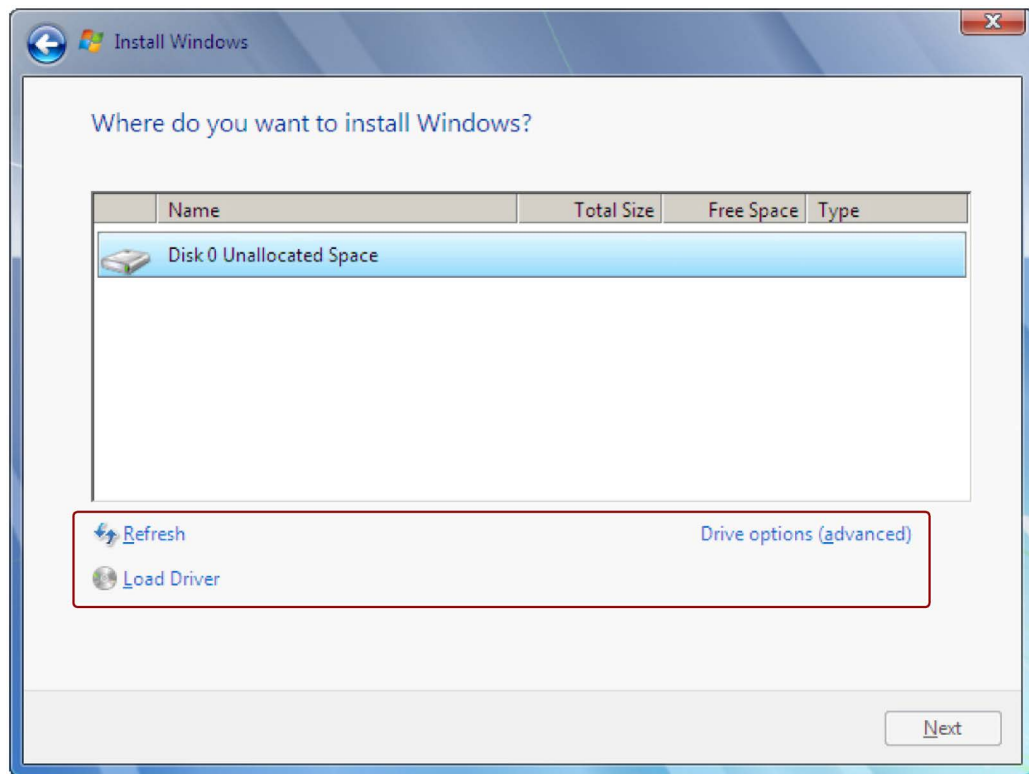 Install Windows
Where do you want to install Windows?
Name Total Size Free Space Type
Disk 0 Unallocated Space
Refresh Drive options (advanced)
Load Driver
Next